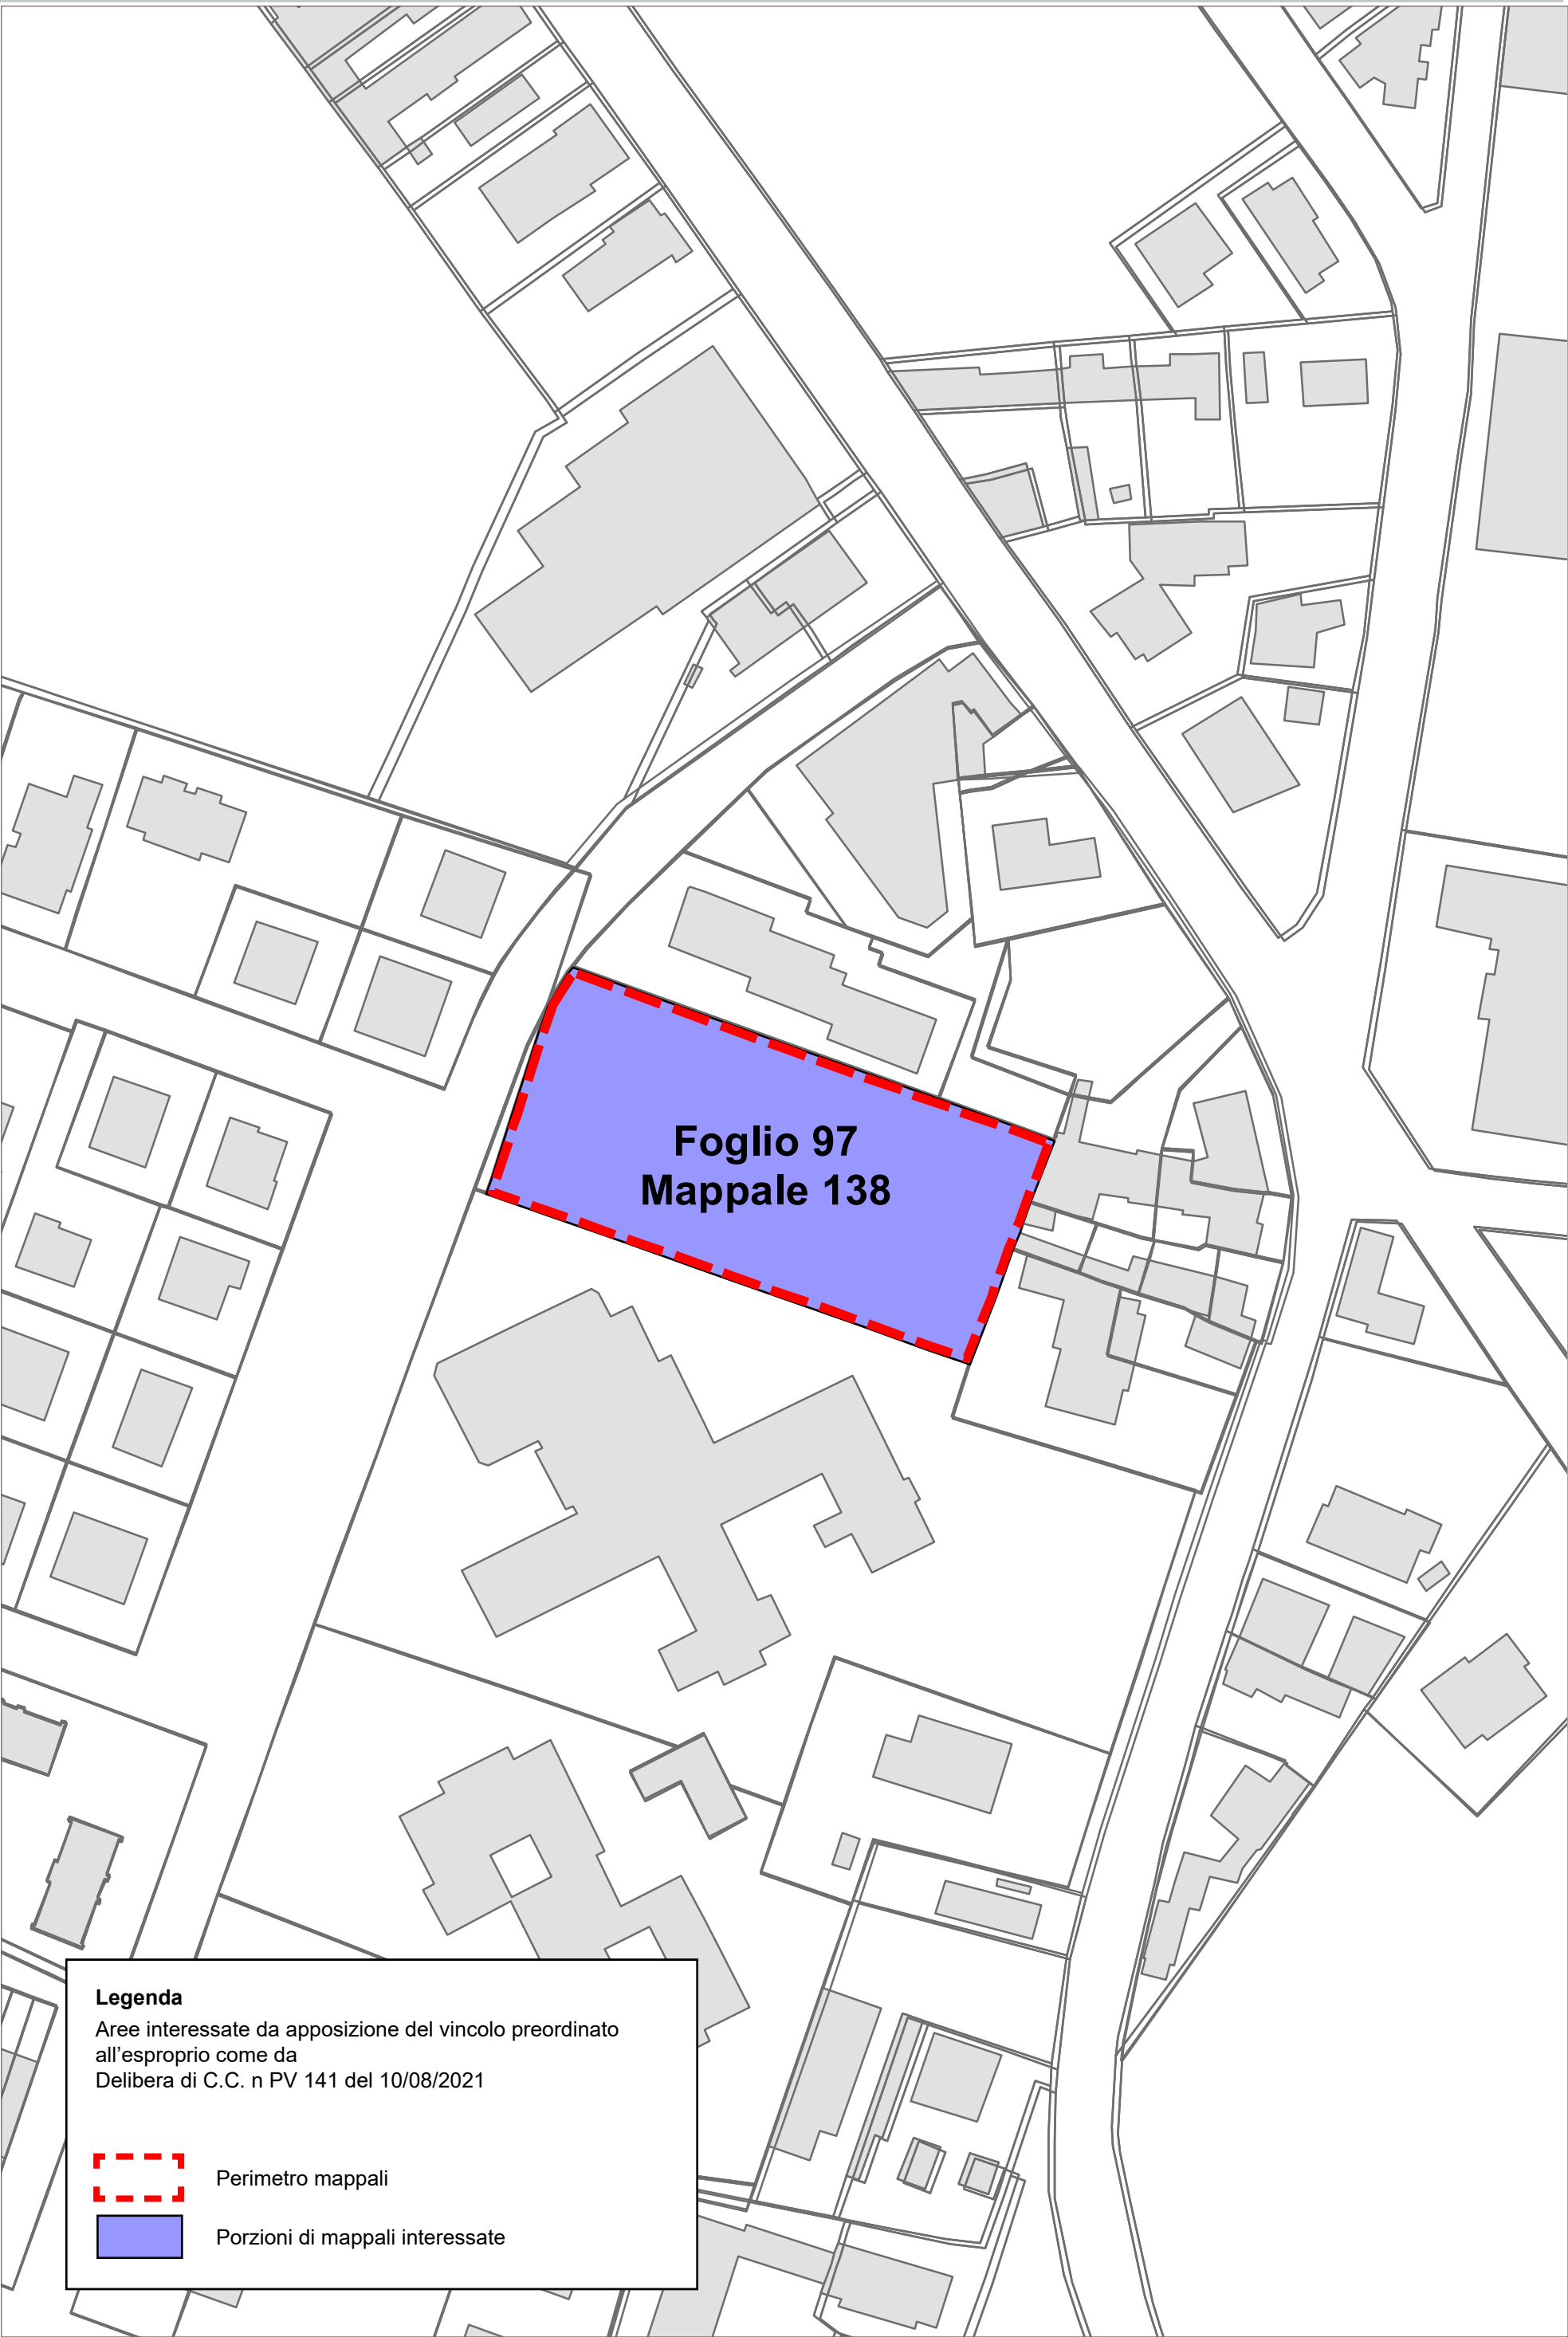 Foglio 97
Mappale 138
Legenda
Aree interessate da apposizione del vincolo preordinato
all'esproprio come da
Delibera di C.C. n PV 141 del 10/08/2021
Perimetro mappali
Porzioni di mappali interessate